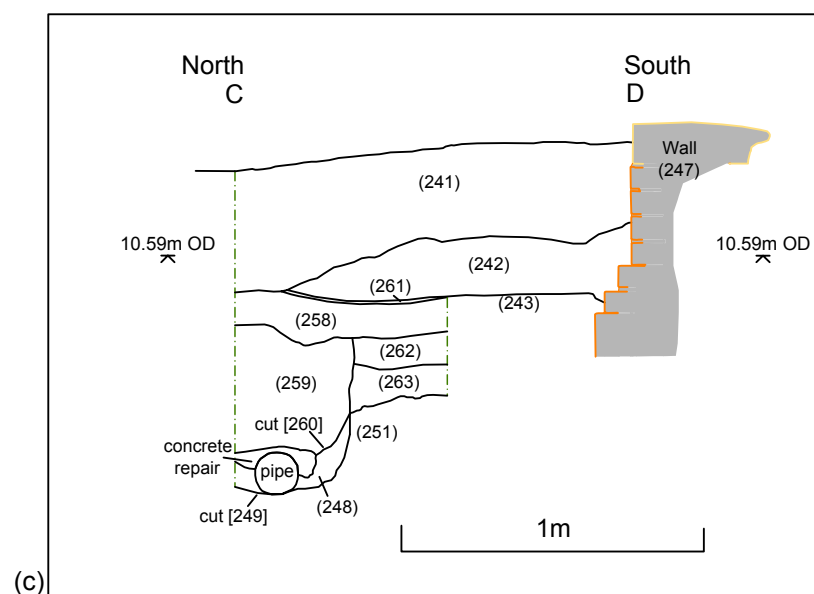 North South
C D
Wall
(247)
(241)
10.59m OD 10.59m OD
(242)
(261)
(243)
(258)
(262)
(259) (263)
cut [260] (251)
concrete
repair
pipe
(248)
cut [249]
1m
(c)